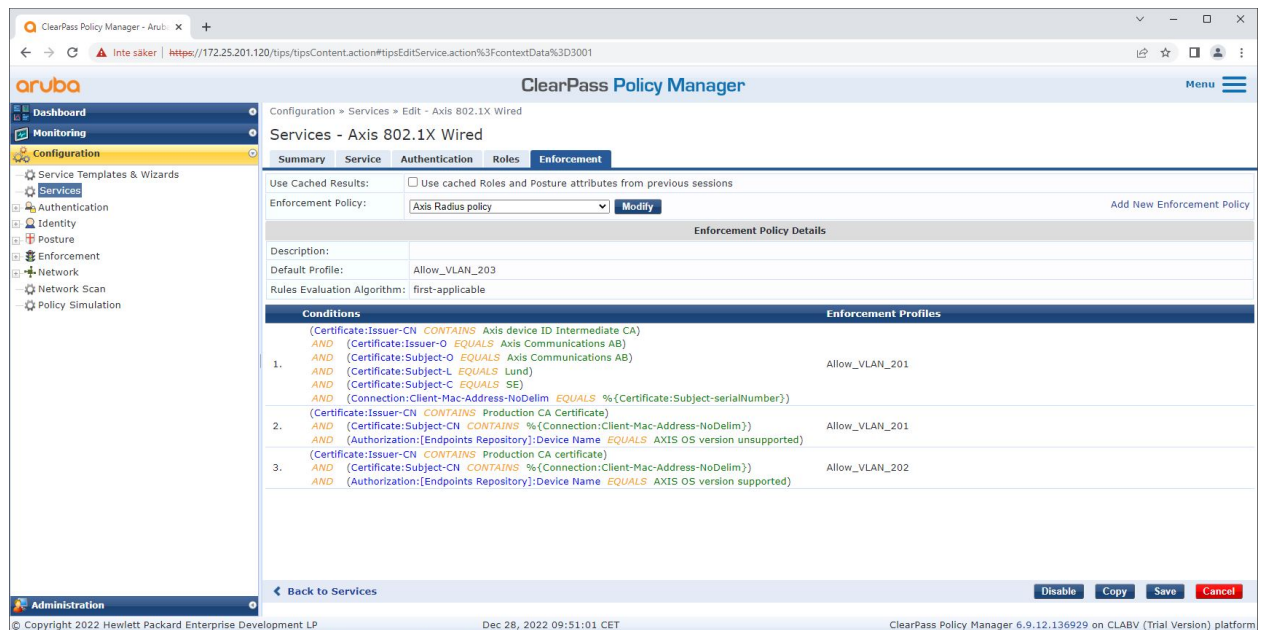 ClearPass Policy Manager - Arub
Inte säker | https://172.25.201.120/tips/tipsContent.action#tipsEditService.action%3FcontextData%3D3001
aruba
ClearPass Policy Manager
Menu
Dashboard
Monitoring
Configuration
Service Templates & Wizards
Services
Authentication
Identity
Posture
Enforcement
Network
Network Scan
Policy Simulation
Administration
Configuration » Services » Edit - Axis 802.1X Wired
Services - Axis 802.1X Wired
Summary Service Authentication Roles Enforcement
Use Cached Results: Use cached Roles and Posture attributes from previous sessions
Enforcement Policy: Axis Radius policy Modify Add New Enforcement Policy
Enforcement Policy Details
Description:
Default Profile: Allow_VLAN_203
Rules Evaluation Algorithm: first-applicable
Conditions Enforcement Profiles
(Certificate:Issuer-CN CONTAINS Axis device ID Intermediate CA)
AND (Certificate:Issuer-O EQUALS Axis Communications AB)
AND (Certificate:Subject-O EQUALS Axis Communications AB)
1. Allow_VLAN_201
AND (Certificate:Subject-L EQUALS Lund)
AND (Certificate:Subject-C EQUALS SE)
AND (Connection:Client-Mac-Address-NoDelim EQUALS %{Certificate:Subject-serialNumber})
(Certificate:Issuer-CN CONTAINS Production CA Certificate)
2. AND (Certificate:Subject-CN CONTAINS %{Connection:Client-Mac-Address-NoDelim}) Allow_VLAN_201
AND (Authorization:[Endpoints Repository]:Device Name EQUALS AXIS OS version unsupported)
(Certificate:Issuer-CN CONTAINS Production CA certificate)
3. AND (Certificate:Subject-CN CONTAINS %{Connection:Client-Mac-Address-NoDelim}) Allow_VLAN_202
AND (Authorization:[Endpoints Repository]:Device Name EQUALS AXIS OS version supported)
Back to Services Disable Copy Save Cancel
© Copyright 2022 Hewlett Packard Enterprise Development LP Dec 28, 2022 09:51:01 CET ClearPass Policy Manager 6.9.12.136929 on CLABV (Trial Version) platform